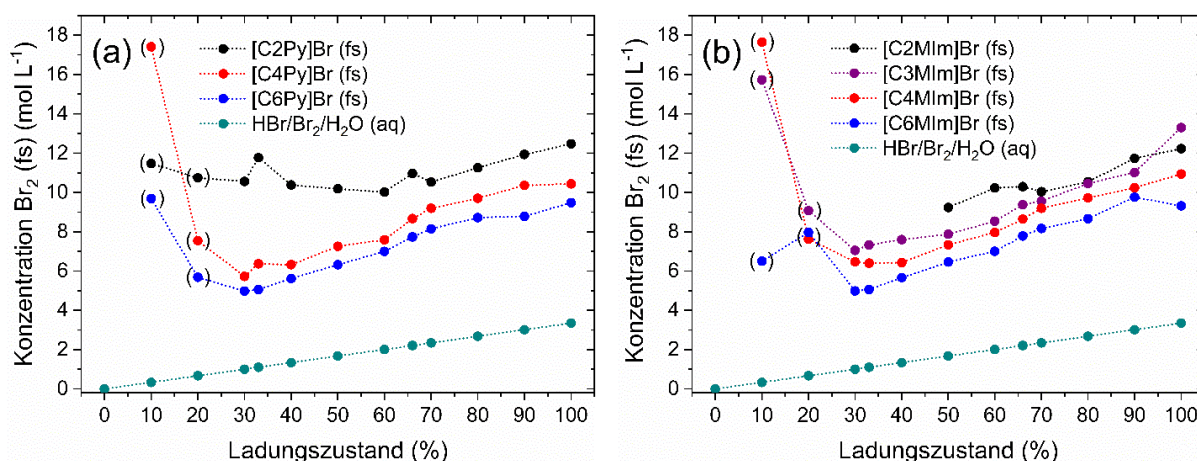 (a)
[C2Py]Br (fs)
[C4Py]Br (fs)
[C6Py]Br (fs)
HBr/Br₂/H₂O (aq)
Konzentration Br₂ (fs) (mol L⁻¹)
18
16
14
12
10
8
6
4
2
0
( )
( )
( )
( )
( )
( )
0 10 20 30 40 50 60 70 80 90 100
Ladungszustand (%)
(b)
[C2MIm]Br (fs)
[C3MIm]Br (fs)
[C4MIm]Br (fs)
[C6MIm]Br (fs)
HBr/Br₂/H₂O (aq)
Konzentration Br₂ (fs) (mol L⁻¹)
18
16
14
12
10
8
6
4
2
0
( )
( )
( )
( )
( )
( )
0 10 20 30 40 50 60 70 80 90 100
Ladungszustand (%)